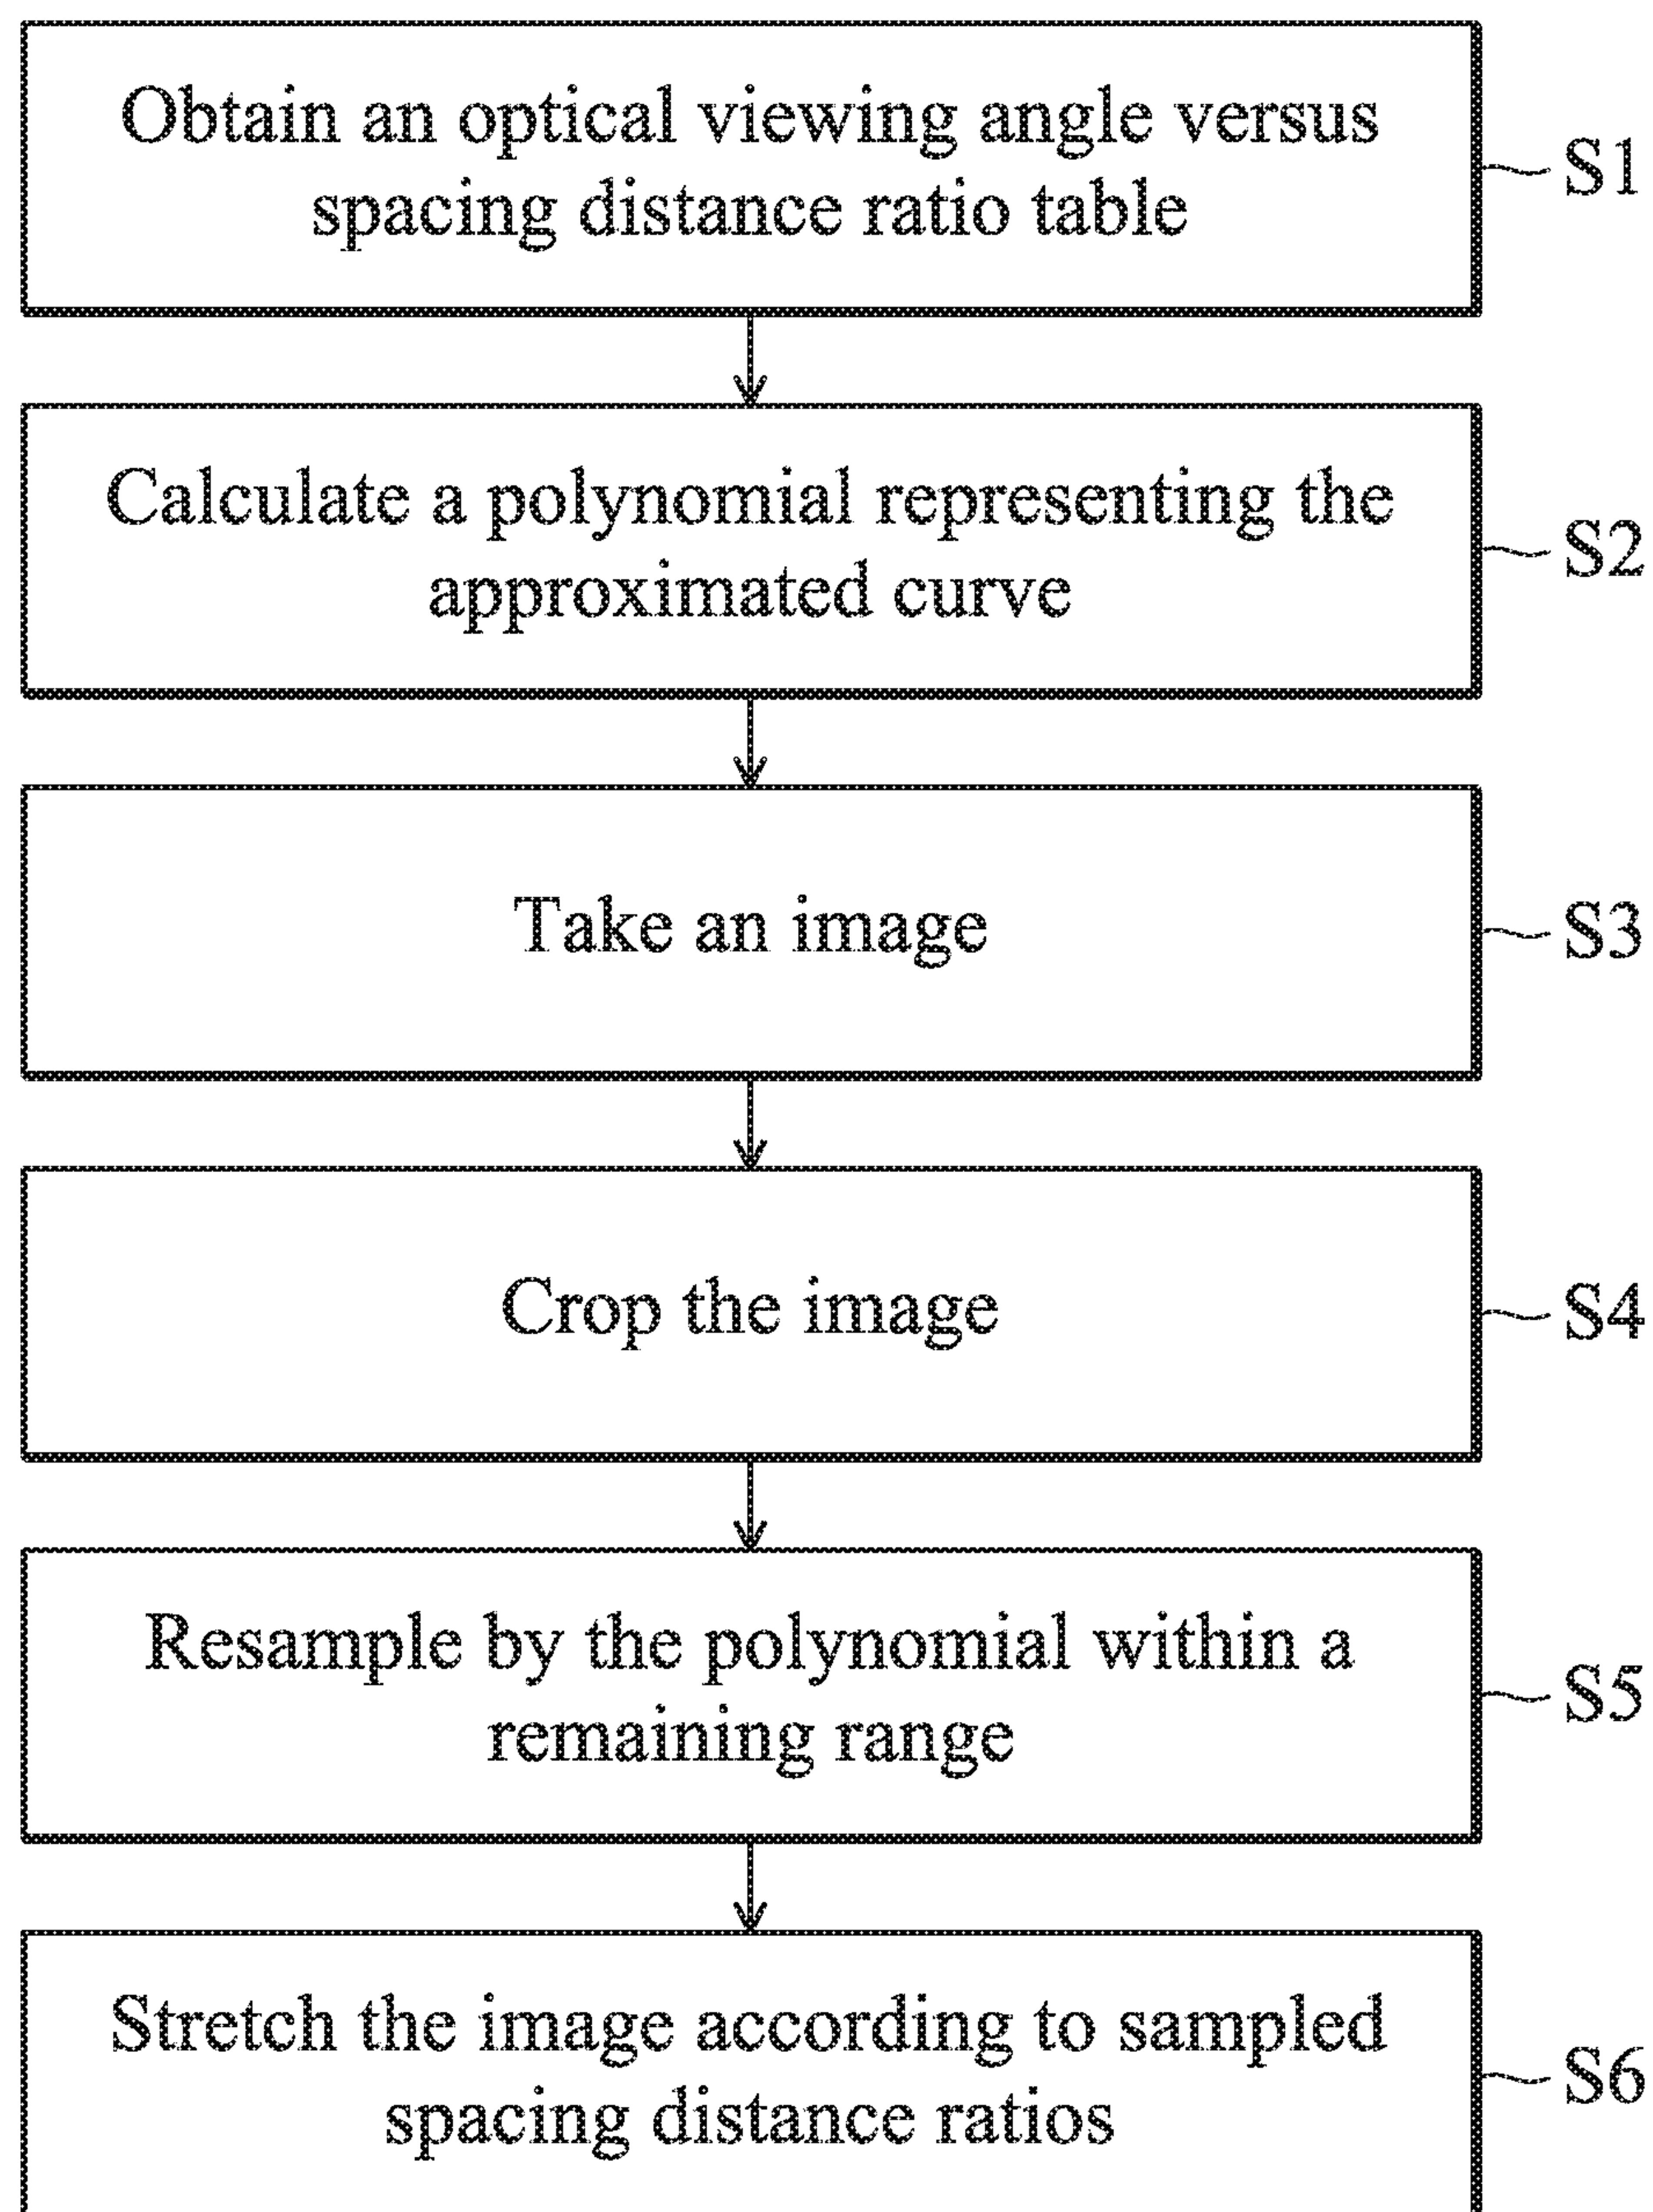 Obtain an optical viewing angle versus
spacing distance ratio table
S1
Calculate a polynomial representing the
approximated curve
S2
Take an image
S3
Crop the image
S4
Resample by the polynomial within a
remaining range
S5
Stretch the image according to sampled
spacing distance ratios
S6